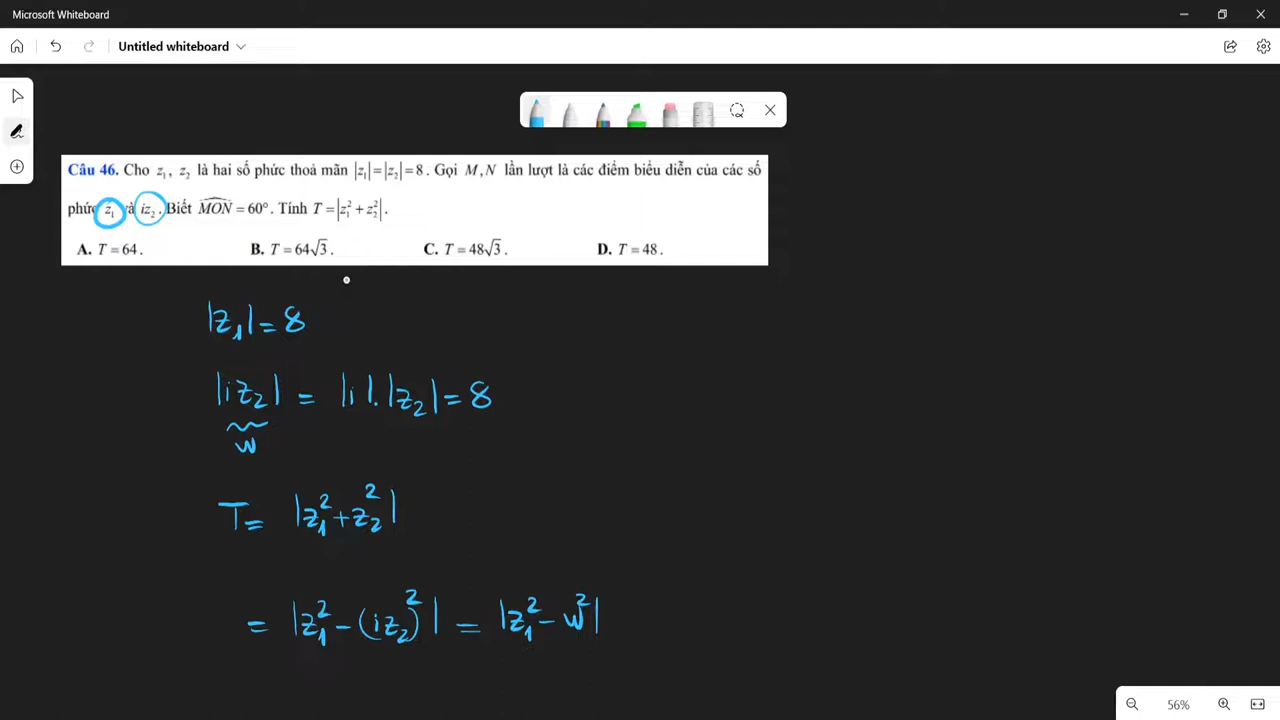 Microsoft Whiteboard
Untitled whiteboard
Câu 46. Cho z₁, z₂ là hai số phức thoả mãn |z₁| = |z₂| = 8. Gọi M, N lần lượt là các điểm biểu diễn của các số
phức z₁ và iz₂. Biết MON = 60°. Tính T = |z₁² + z₂²|.
A. T = 64. B. T = 64√3. C. T = 48√3. D. T = 48.
|z₁| = 8
|iz₂| = |i|.|z₂| = 8
w
T = |z₁² + z₂²|
= |z₁² - (iz₂)²| = |z₁² - w²|
56%